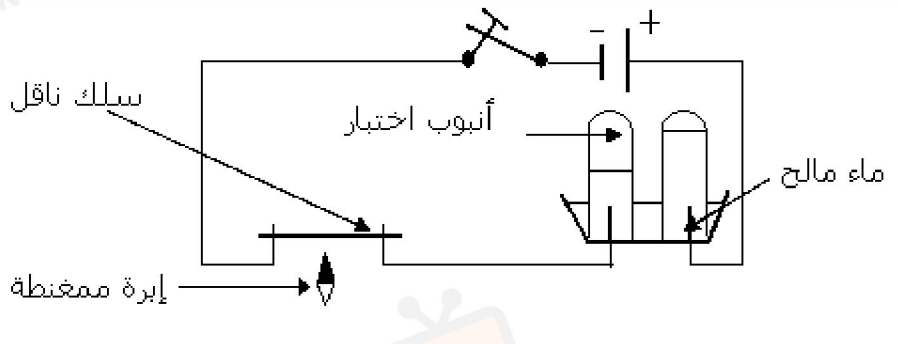 - +
سلك ناقل
أنبوب اختبار
ماء مالح
إبرة ممغنطة